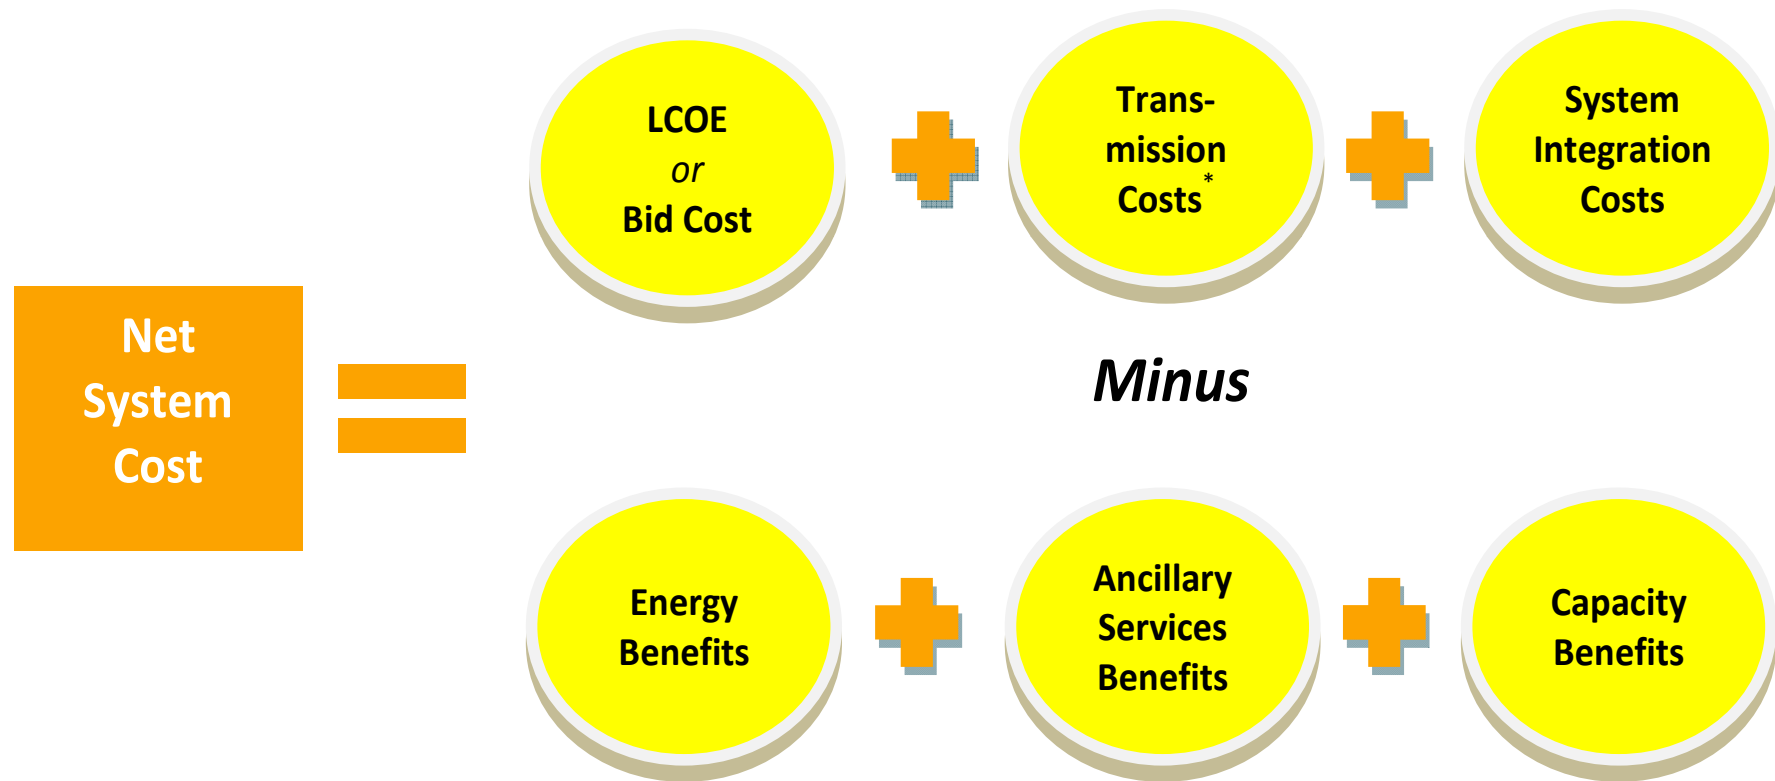 Net
System
Cost
LCOE
or
Bid Cost
Trans-
mission
Costs*
System
Integration
Costs
Minus
Energy
Benefits
Ancillary
Services
Benefits
Capacity
Benefits